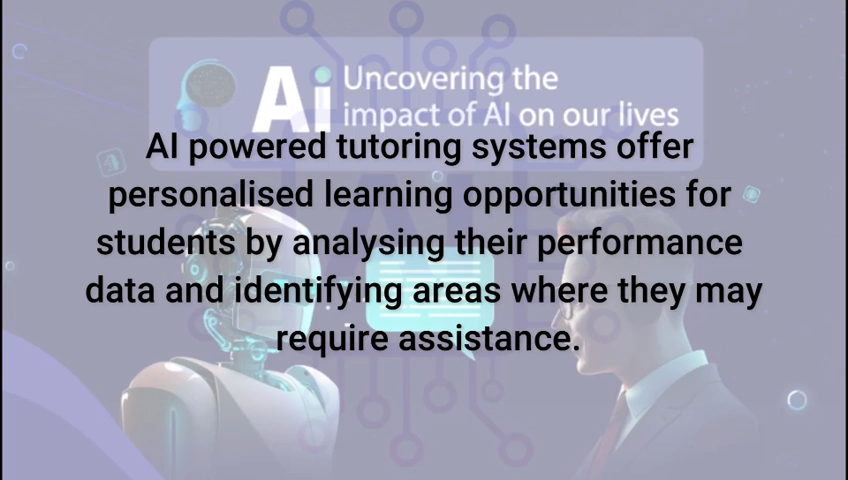 Ai
Uncovering the
impact of AI on our lives
AI powered tutoring systems offer
personalised learning opportunities for
students by analysing their performance
data and identifying areas where they may
require assistance.